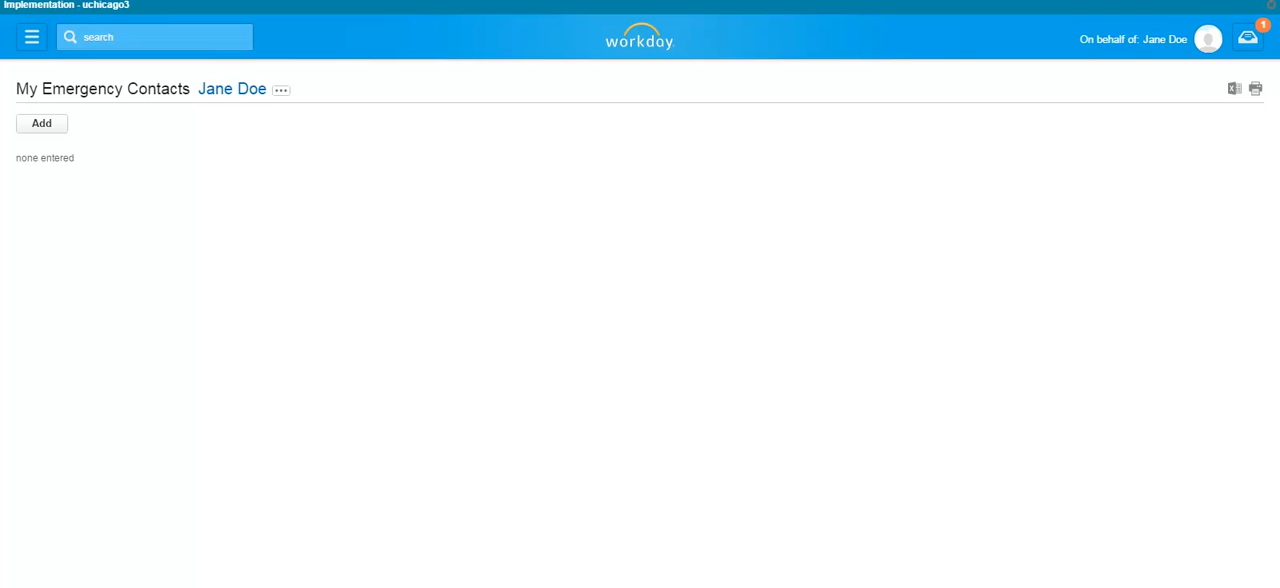 Implementation - uchicago3
search
workday.
On behalf of: Jane Doe
1
My Emergency Contacts Jane Doe
Add
none entered